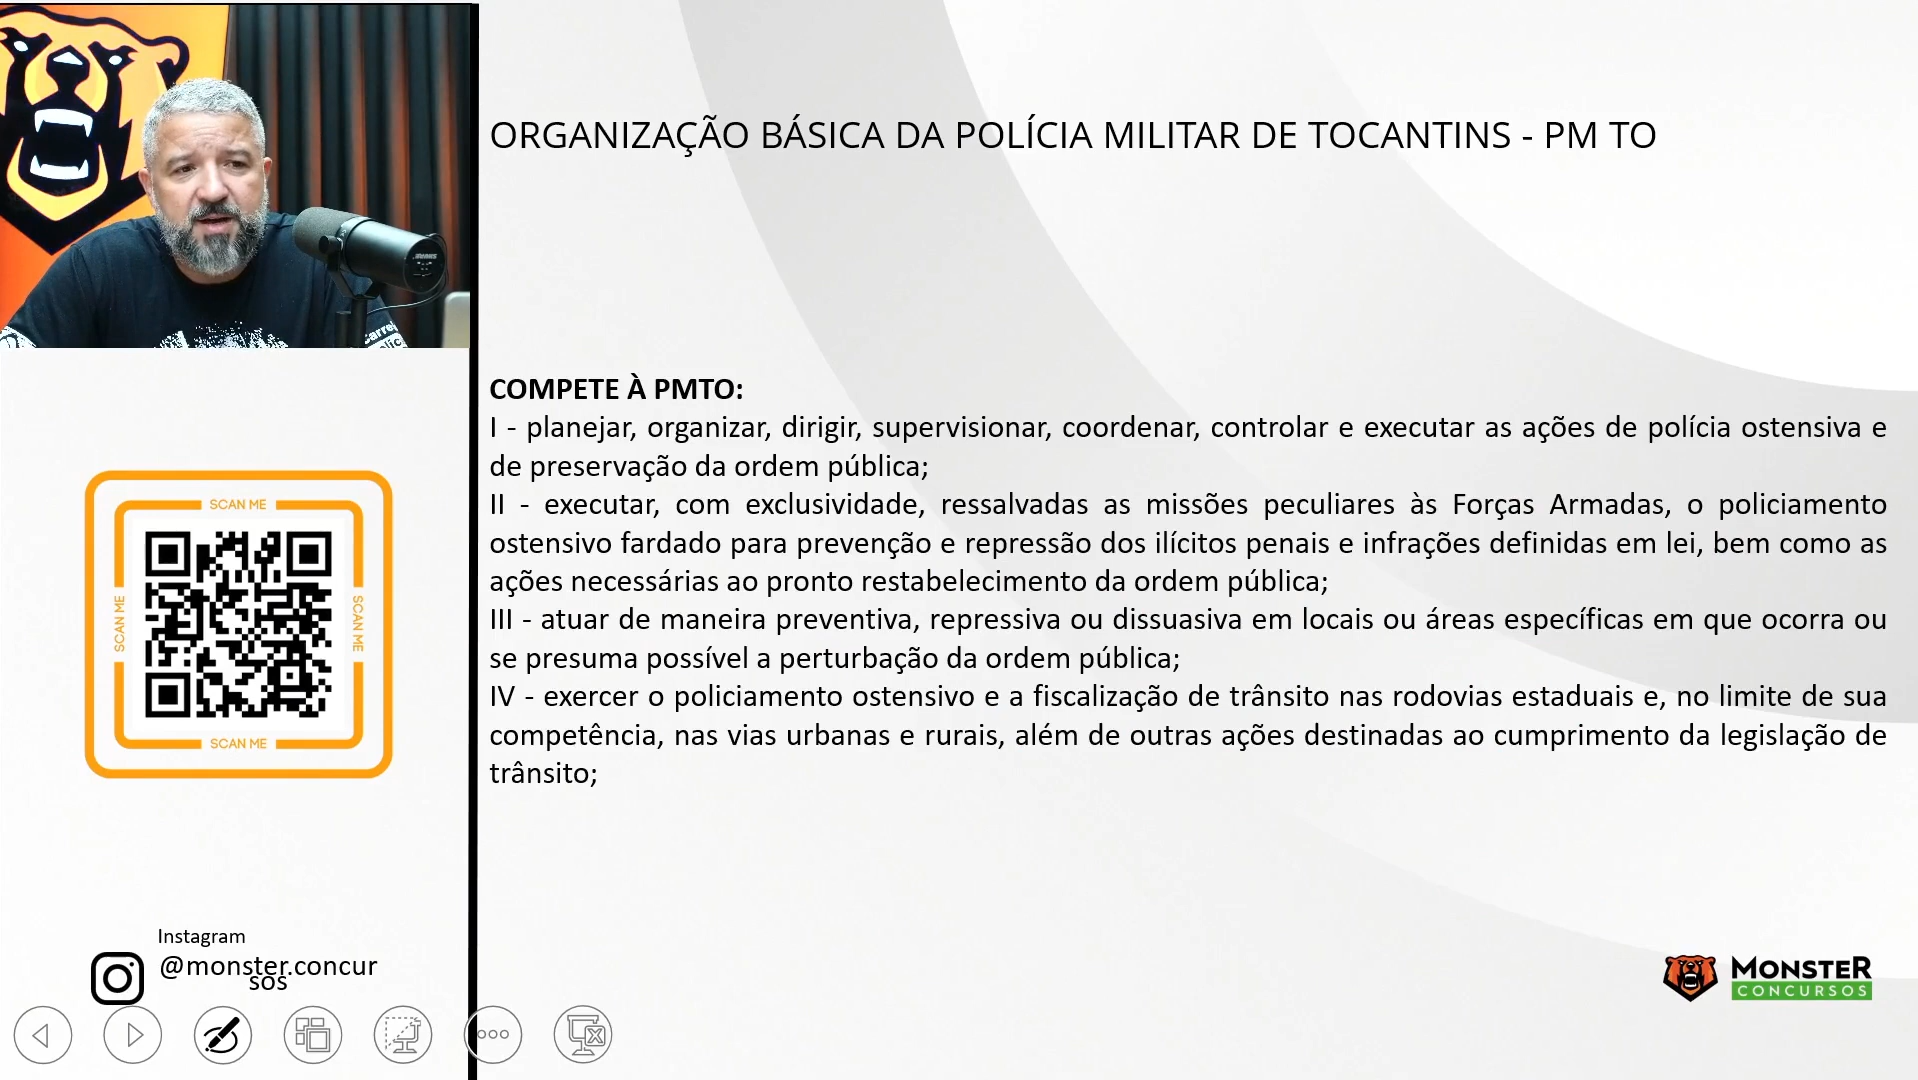 ORGANIZAÇÃO BÁSICA DA POLÍCIA MILITAR DE TOCANTINS - PM TO
COMPETE À PMTO:
I - planejar, organizar, dirigir, supervisionar, coordenar, controlar e executar as ações de polícia ostensiva e
de preservação da ordem pública;
II - executar, com exclusividade, ressalvadas as missões peculiares às Forças Armadas, o policiamento
ostensivo fardado para prevenção e repressão dos ilícitos penais e infrações definidas em lei, bem como as
ações necessárias ao pronto restabelecimento da ordem pública;
III - atuar de maneira preventiva, repressiva ou dissuasiva em locais ou áreas específicas em que ocorra ou
se presuma possível a perturbação da ordem pública;
IV - exercer o policiamento ostensivo e a fiscalização de trânsito nas rodovias estaduais e, no limite de sua
competência, nas vias urbanas e rurais, além de outras ações destinadas ao cumprimento da legislação de
trânsito;
SCAN ME
SCAN ME
SCAN ME
SCAN ME
Instagram
@monster.concur
sos
MONSTER
CONCURSOS